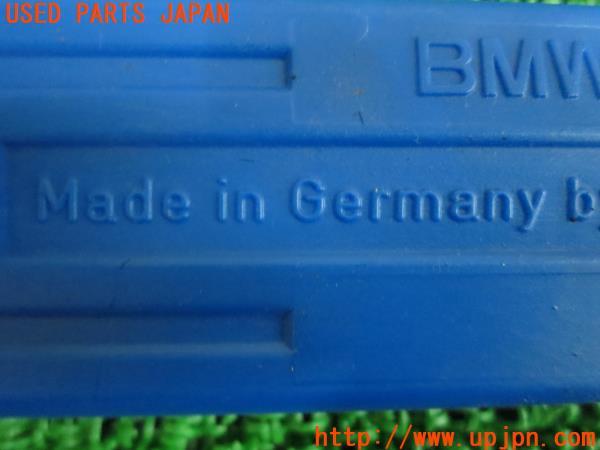 USED PARTS JAPAN
BMW
Made in Germany by
http://www.upjpn.com/